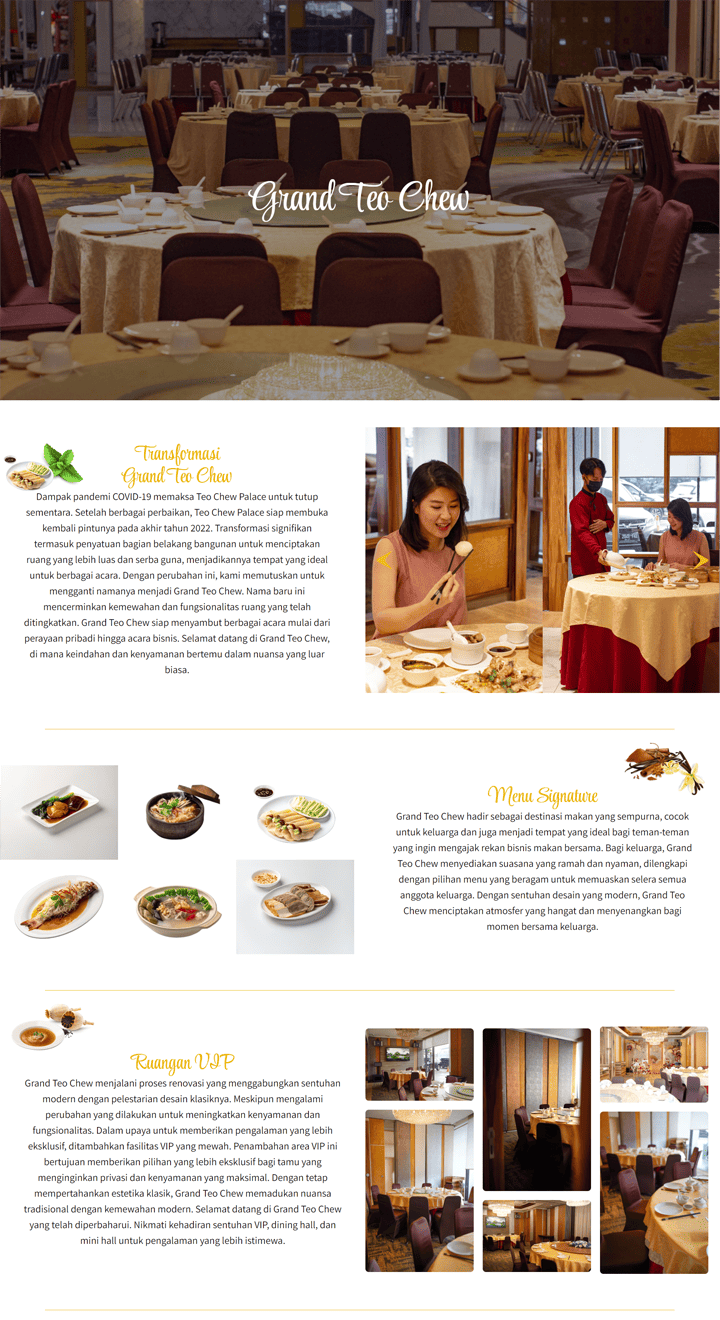 Grand Teo Chew
Transformasi
Grand Teo Chew
Dampak pandemi COVID-19 memaksa Teo Chew Palace untuk tutup
sementara. Setelah berbagai perbaikan, Teo Chew Palace siap membuka
kembali pintunya pada akhir tahun 2022. Transformasi signifikan
termasuk penyatuan bagian belakang bangunan untuk menciptakan
ruang yang lebih luas dan serba guna, menjadikannya tempat yang ideal
untuk berbagai acara. Dengan perubahan ini, kami memutuskan untuk
mengganti namanya menjadi Grand Teo Chew. Nama baru ini
mencerminkan kemewahan dan fungsionalitas ruang yang telah
ditingkatkan. Grand Teo Chew siap menyambut berbagai acara mulai dari
perayaan pribadi hingga acara bisnis. Selamat datang di Grand Teo Chew,
di mana keindahan dan kenyamanan bertemu dalam nuansa yang luar
biasa.
Menu Signature
Grand Teo Chew hadir sebagai destinasi makan yang sempurna, cocok
untuk keluarga dan juga menjadi tempat yang ideal bagi teman-teman
yang ingin mengajak rekan bisnis makan bersama. Bagi keluarga, Grand
Teo Chew menyediakan suasana yang ramah dan nyaman, dilengkapi
dengan pilihan menu yang beragam untuk memuaskan selera semua
anggota keluarga. Dengan sentuhan desain yang modern, Grand Teo
Chew menciptakan atmosfer yang hangat dan menyenangkan bagi
momen bersama keluarga.
Ruangan VIP
Grand Teo Chew menjalani proses renovasi yang menggabungkan sentuhan
modern dengan pelestarian desain klasiknya. Meskipun mengalami
perubahan yang dilakukan untuk meningkatkan kenyamanan dan
fungsionalitas. Dalam upaya untuk memberikan pengalaman yang lebih
eksklusif, ditambahkan fasilitas VIP yang mewah. Penambahan area VIP ini
bertujuan memberikan pilihan yang lebih eksklusif bagi tamu yang
menginginkan privasi dan kenyamanan yang maksimal. Dengan tetap
mempertahankan estetika klasik, Grand Teo Chew memadukan nuansa
tradisional dengan kemewahan modern. Selamat datang di Grand Teo Chew
yang telah diperbaharui. Nikmati kehadiran sentuhan VIP, dining hall, dan
mini hall untuk pengalaman yang lebih istimewa.